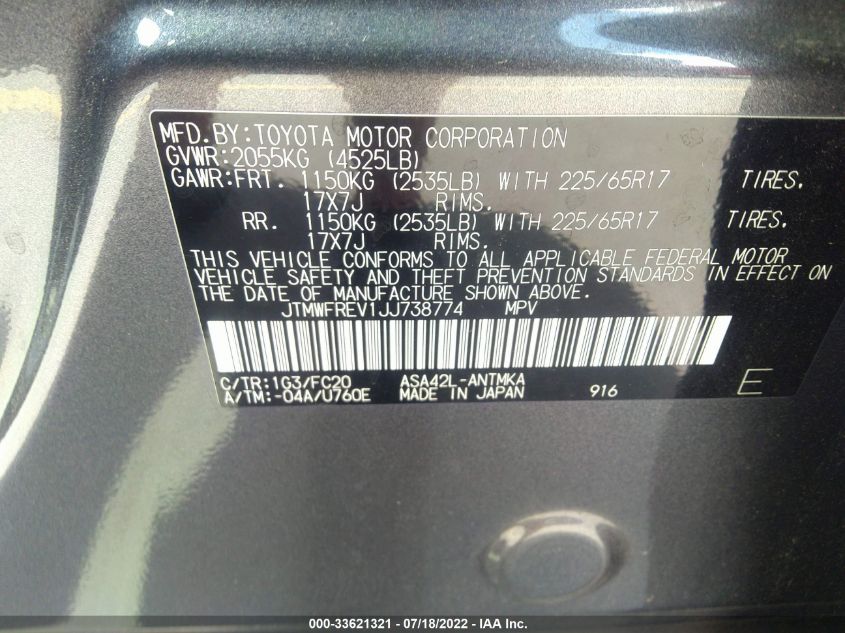 MFD.BY:TOYOTA MOTOR CORPORATION
GVWR:2055KG (4525LB)
GAWR:FRT. 1150KG (2535LB) WITH 225/65R17 TIRES.
17X7J RIMS.
RR. 1150KG (2535LB) WITH 225/65R17 TIRES.
17X7J RIMS.
THIS VEHICLE CONFORMS TO ALL APPLICABLE FEDERAL MOTOR
VEHICLE SAFETY AND THEFT PREVENTION STANDARDS IN EFFECT ON
THE DATE OF MANUFACTURE SHOWN ABOVE.
JTMWFREV1JJ738774 MPV
C/TR:1G3/FC20 ASA42L-ANTMKA
A/TM:-04A/U760E MADE IN JAPAN 916 E
000-33621321 - 07/18/2022 - IAA Inc.